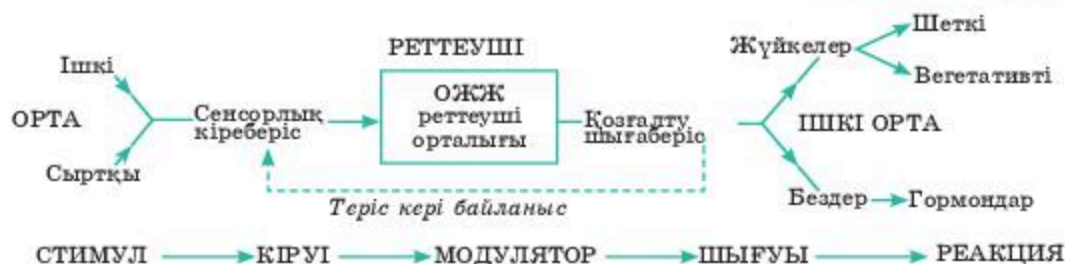 Ішкі
ОРТА
Сыртқы
Сенсорлық
кіреберіс
РЕТТЕУШІ
ОЖЖ
реттеуші
орталығы
Қозғалту
шығаберіс
Теріс кері байланыс
Жүйкелер
Шеткі
Вегетативті
ІШКІ ОРТА
Бездер
Гормондар
СТИМУЛ КІРУІ МОДУЛЯТОР ШЫҒУЫ РЕАКЦИЯ